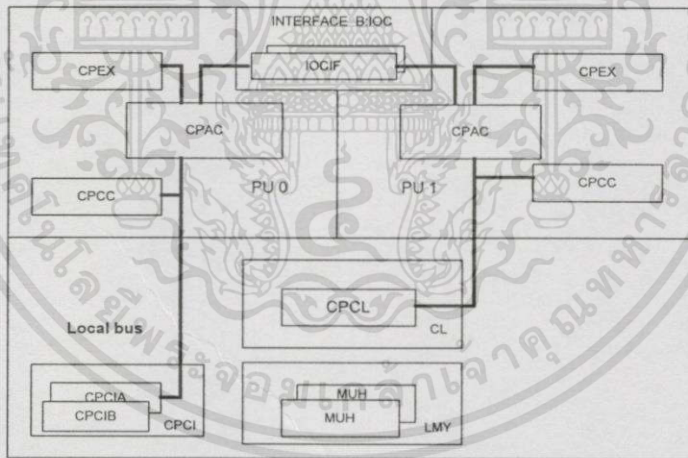 INTERFACE B:IOC
IOCIF
CPEX
CPEX
CPAC
CPAC
PU 0
PU 1
CPCC
CPCC
CPCL
CL
Local bus
CPCIA
CPCIB
CPCI
MUH
MUH
LMY